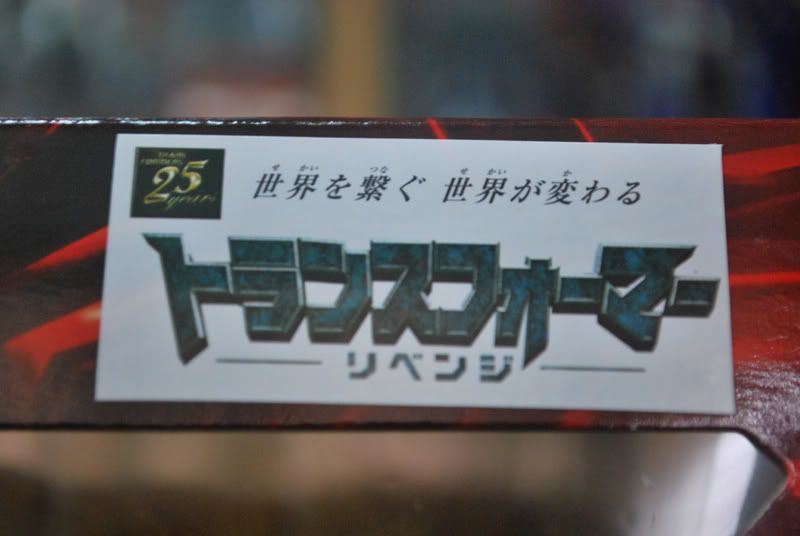 25
years
世界を繋ぐ 世界が変わる
トランスフォーマー
リベンジ